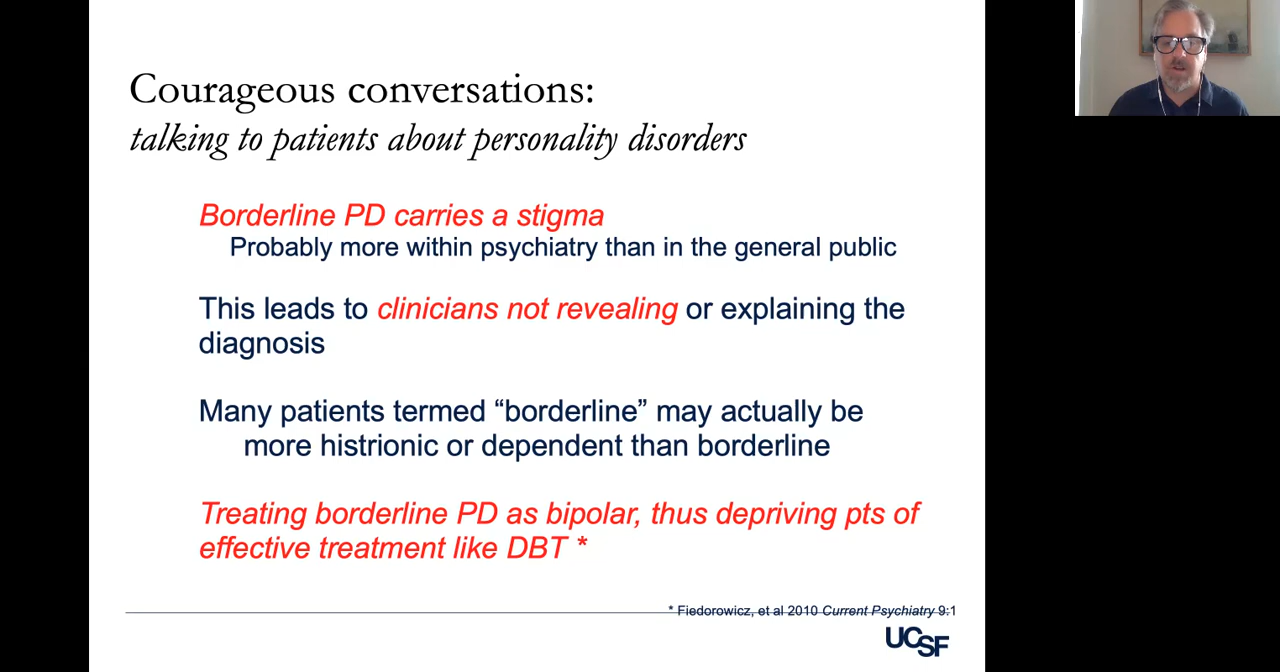 Courageous conversations:
talking to patients about personality disorders
Borderline PD carries a stigma
Probably more within psychiatry than in the general public
This leads to clinicians not revealing or explaining the
diagnosis
Many patients termed “borderline” may actually be
more histrionic or dependent than borderline
Treating borderline PD as bipolar, thus depriving pts of
effective treatment like DBT *
* Fiedorowicz, et al 2010 Current Psychiatry 9:1
UCSF